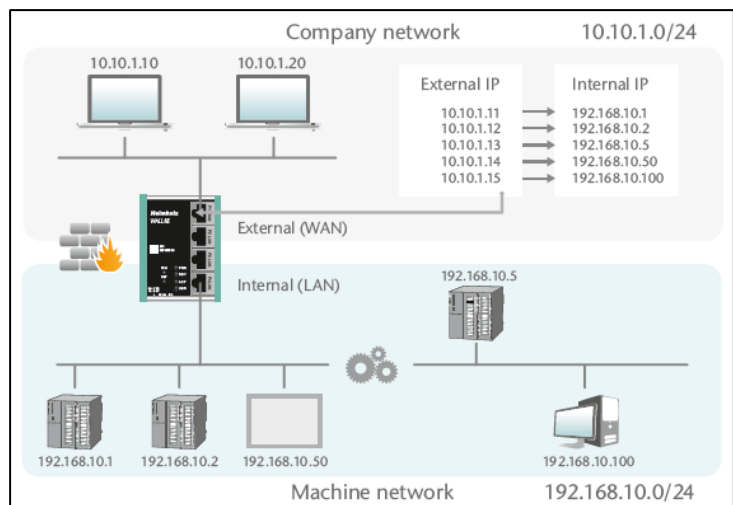 Company network 10.10.1.0/24
10.10.1.10 10.10.1.20
External IP Internal IP
10.10.1.11 192.168.10.1
10.10.1.12 192.168.10.2
10.10.1.13 192.168.10.5
10.10.1.14 192.168.10.50
10.10.1.15 192.168.10.100
Helmholz
WALL IE
External (WAN)
Internal (LAN)
192.168.10.5
192.168.10.1 192.168.10.2 192.168.10.50 192.168.10.100
Machine network 192.168.10.0/24